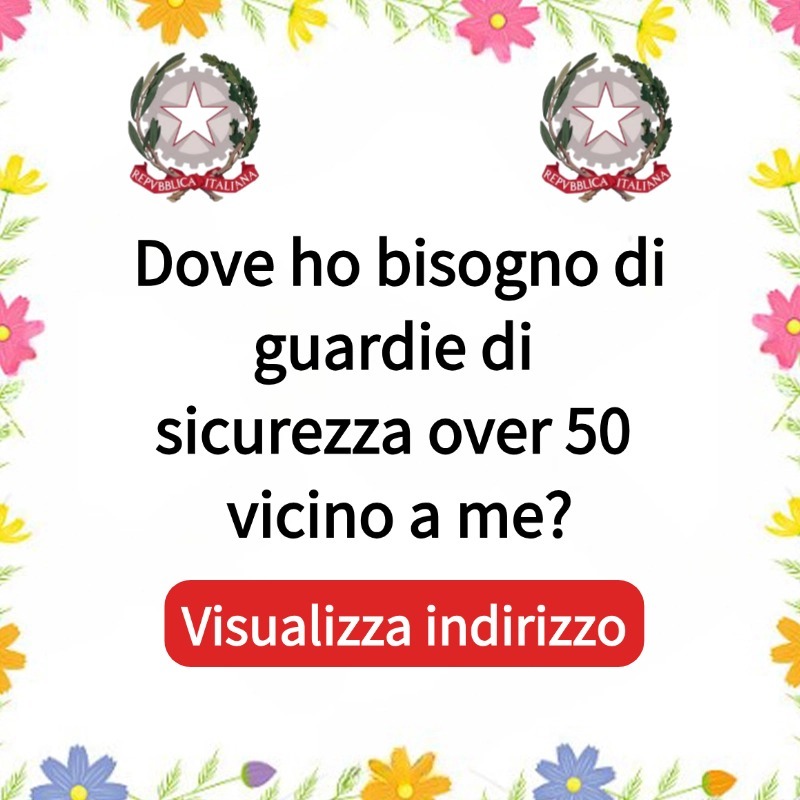 REPVBBLICA ITALIANA
REPVBBLICA ITALIANA
Dove ho bisogno di
guardie di
sicurezza over 50
vicino a me?
Visualizza indirizzo